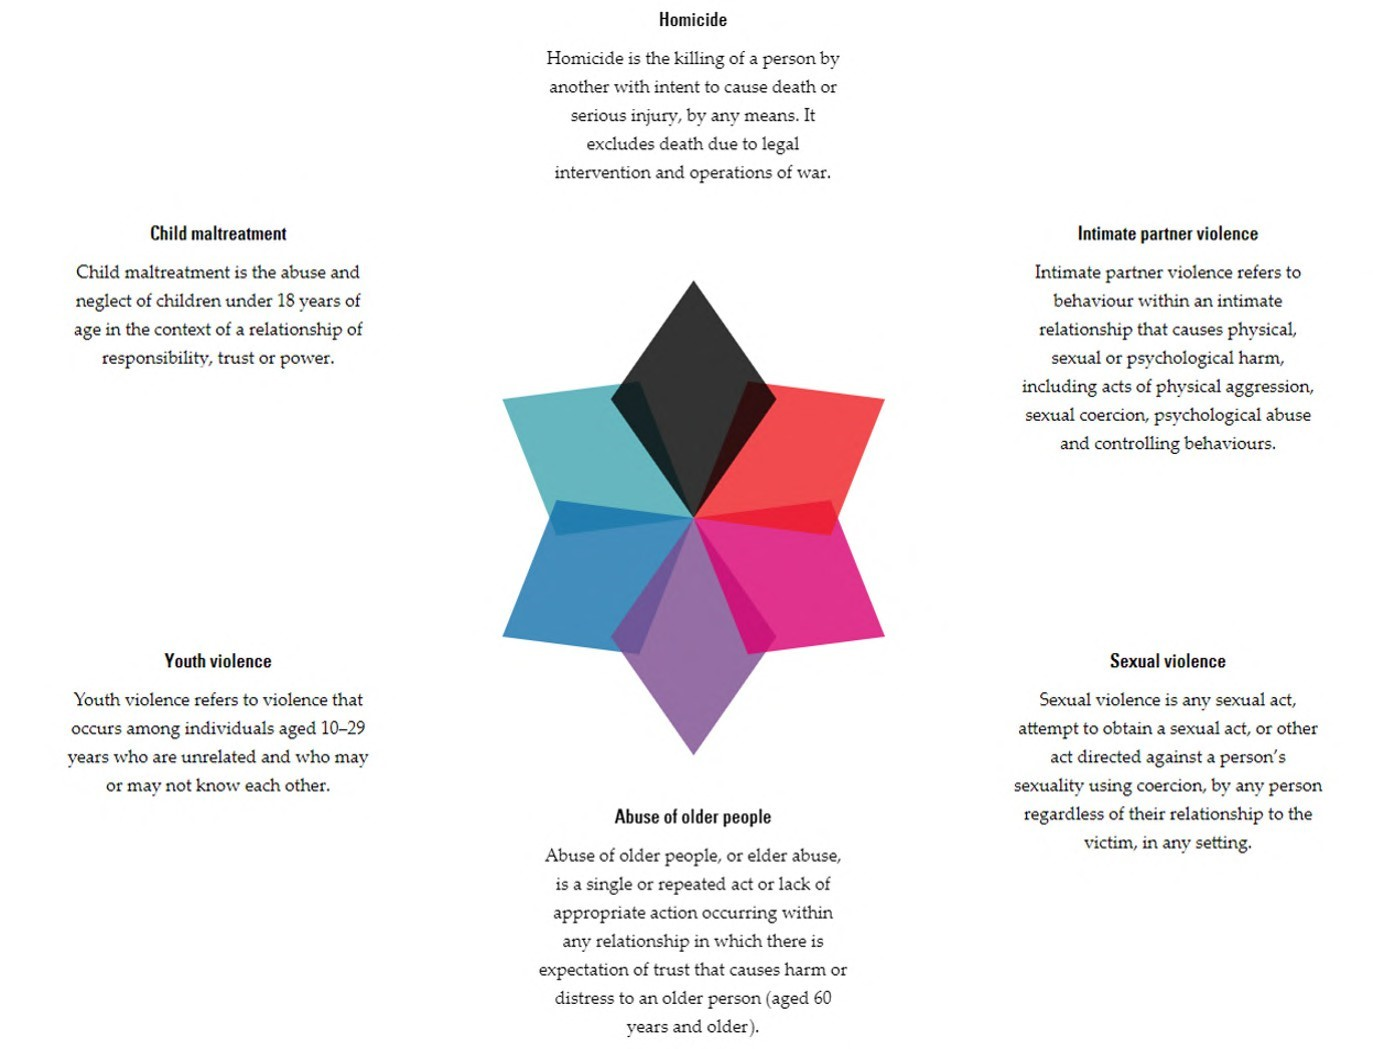 Homicide
Homicide is the killing of a person by
another with intent to cause death or
serious injury, by any means. It
excludes death due to legal
intervention and operations of war.
Child maltreatment
Child maltreatment is the abuse and
neglect of children under 18 years of
age in the context of a relationship of
responsibility, trust or power.
Intimate partner violence
Intimate partner violence refers to
behaviour within an intimate
relationship that causes physical,
sexual or psychological harm,
including acts of physical aggression,
sexual coercion, psychological abuse
and controlling behaviours.
Youth violence
Youth violence refers to violence that
occurs among individuals aged 10–29
years who are unrelated and who may
or may not know each other.
Sexual violence
Sexual violence is any sexual act,
attempt to obtain a sexual act, or other
act directed against a person’s
sexuality using coercion, by any person
regardless of their relationship to the
victim, in any setting.
Abuse of older people
Abuse of older people, or elder abuse,
is a single or repeated act or lack of
appropriate action occurring within
any relationship in which there is
expectation of trust that causes harm or
distress to an older person (aged 60
years and older).